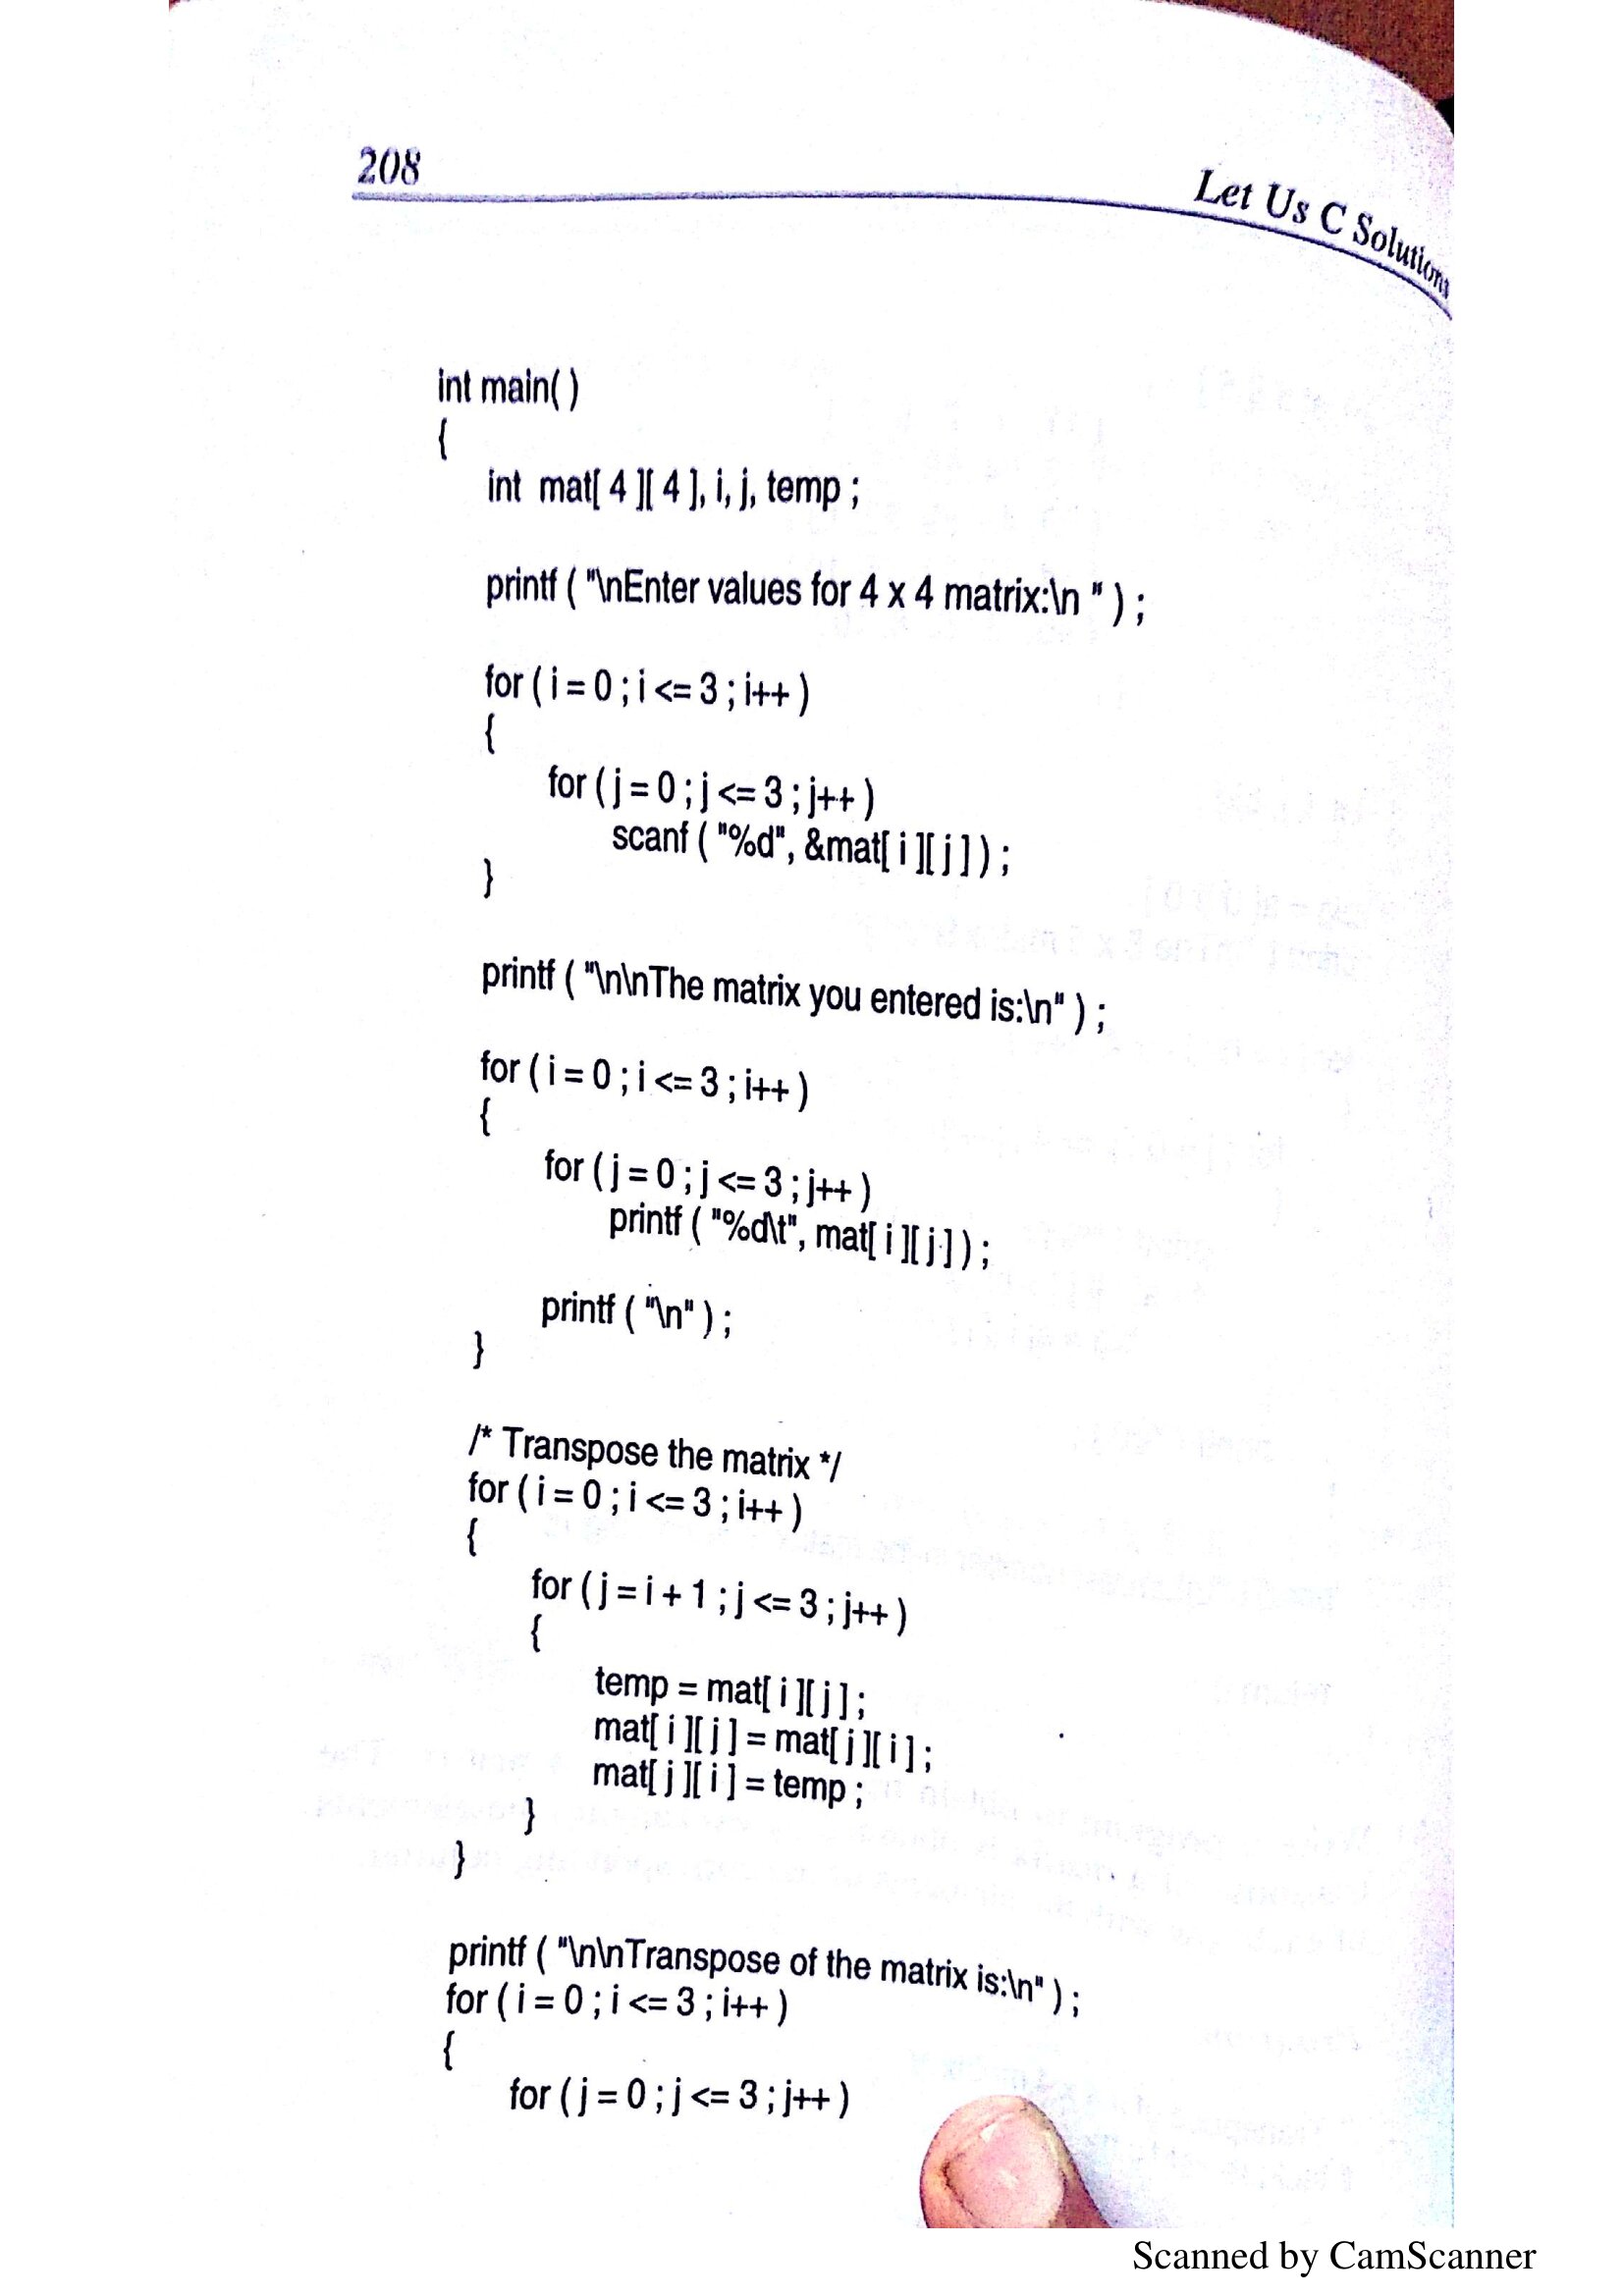 208
Let Us C Solutions
int main( )
{
int mat[ 4 ][ 4 ], i, j, temp ;
printf ( "\nEnter values for 4 x 4 matrix:\n " ) ;
for ( i = 0 ; i <= 3 ; i++ )
{
for ( j = 0 ; j <= 3 ; j++ )
scanf ( "%d", &mat[ i ][ j ] ) ;
}
printf ( "\n\nThe matrix you entered is:\n" ) ;
for ( i = 0 ; i <= 3 ; i++ )
{
for ( j = 0 ; j <= 3 ; j++ )
printf ( "%d\t", mat[ i ][ j ] ) ;
printf ( "\n" ) ;
}
/* Transpose the matrix */
for ( i = 0 ; i <= 3 ; i++ )
{
for ( j = i + 1 ; j <= 3 ; j++ )
{
temp = mat[ i ][ j ] ;
mat[ i ][ j ] = mat[ j ][ i ] ;
mat[ j ][ i ] = temp ;
}
}
printf ( "\n\nTranspose of the matrix is:\n" ) ;
for ( i = 0 ; i <= 3 ; i++ )
{
for ( j = 0 ; j <= 3 ; j++ )
Scanned by CamScanner